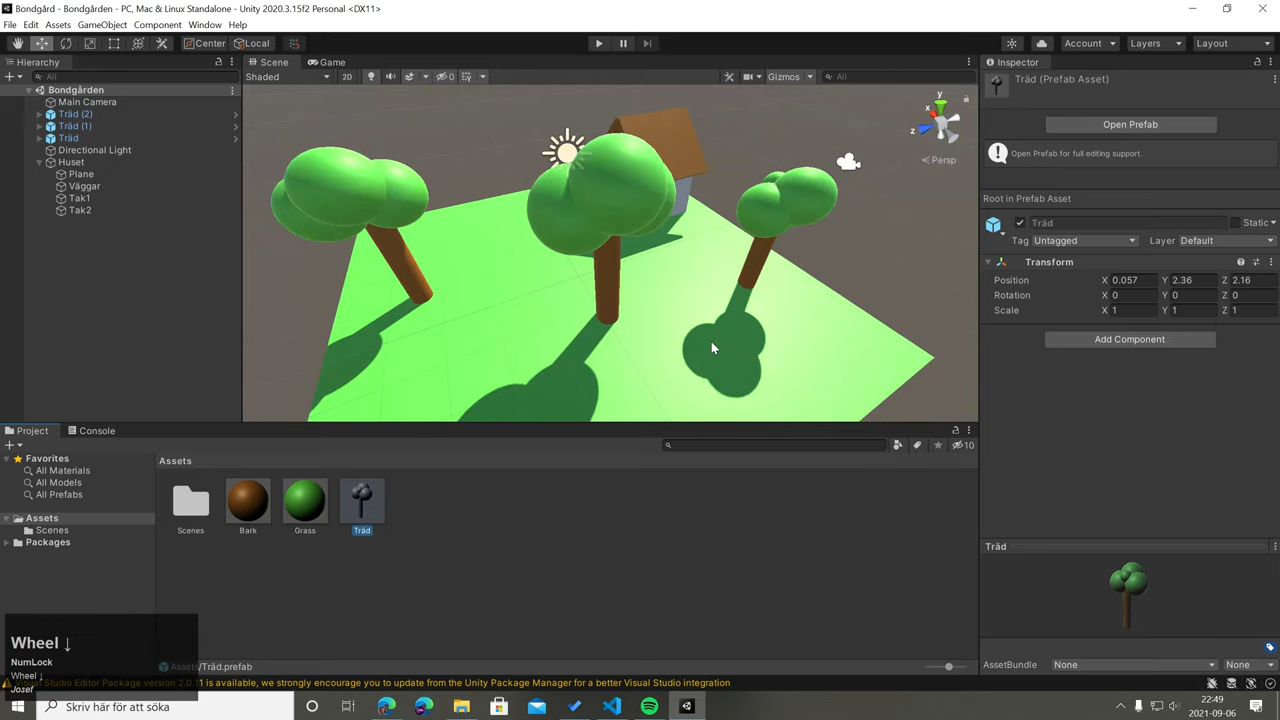 Bondgård - Bondgården - PC, Mac & Linux Standalone - Unity 2020.3.15f2 Personal <DX11>
File Edit Assets GameObject Component Window Help
Center Local
Account Layers Layout
Hierarchy
All
Bondgården
Main Camera
Träd (2)
Träd (1)
Träd
Directional Light
Huset
Plane
Väggar
Tak1
Tak2
Scene Game
Shaded 2D 0 Gizmos All
y
x
z
Persp
Inspector
Träd (Prefab Asset)
Open Prefab
Open Prefab for full editing support.
Root in Prefab Asset
Träd Static
Tag Untagged Layer Default
Transform
Position X 0.057 Y 2.36 Z 2.16
Rotation X 0 Y 0 Z 0
Scale X 1 Y 1 Z 1
Add Component
Project Console
10
Favorites
All Materials
All Models
All Prefabs
Assets
Scenes
Packages
Assets
Scenes Bark Grass Träd
Assets/Träd.prefab
Träd
AssetBundle None None
Wheel ↓
NumLock
Wheel ↓
Josef
Visual Studio Editor Package version 2.0.11 is available, we strongly encourage you to update from the Unity Package Manager for a better Visual Studio integration
Skriv här för att söka
22:49
2021-09-06